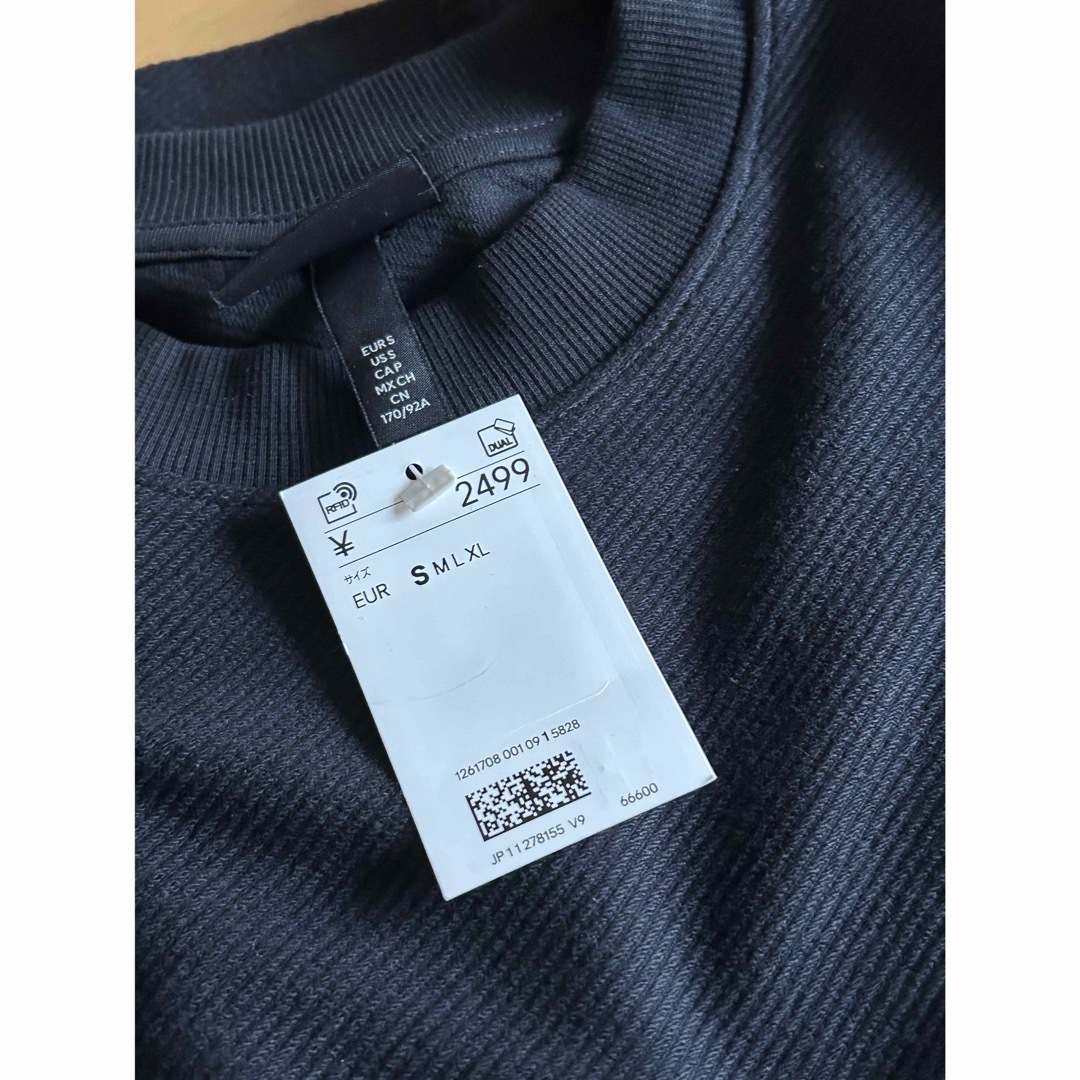 EUR S
US S
CA P
MX CH
CN
170/92A
RFID
DUAL
¥ 2499
サイズ
EUR S M L XL
1261708 001 09 1 5828
66600
JP 1 1 278155 V9